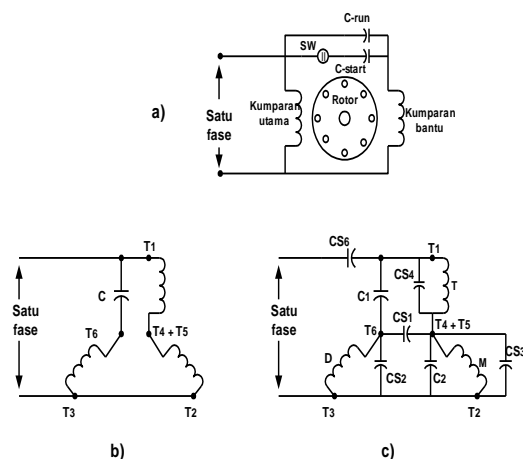 C-run
SW
C-start
Satu
fase
Kumparan
utama
Rotor
Kumparan
bantu
a)
T1
Satu
fase
C
T6
T4 + T5
T3
T2
b)
CS6
T1
CS4
T
Satu
fase
C1
T6
CS1
T4 + T5
D
CS2
C2
M
CS3
T3
T2
c)